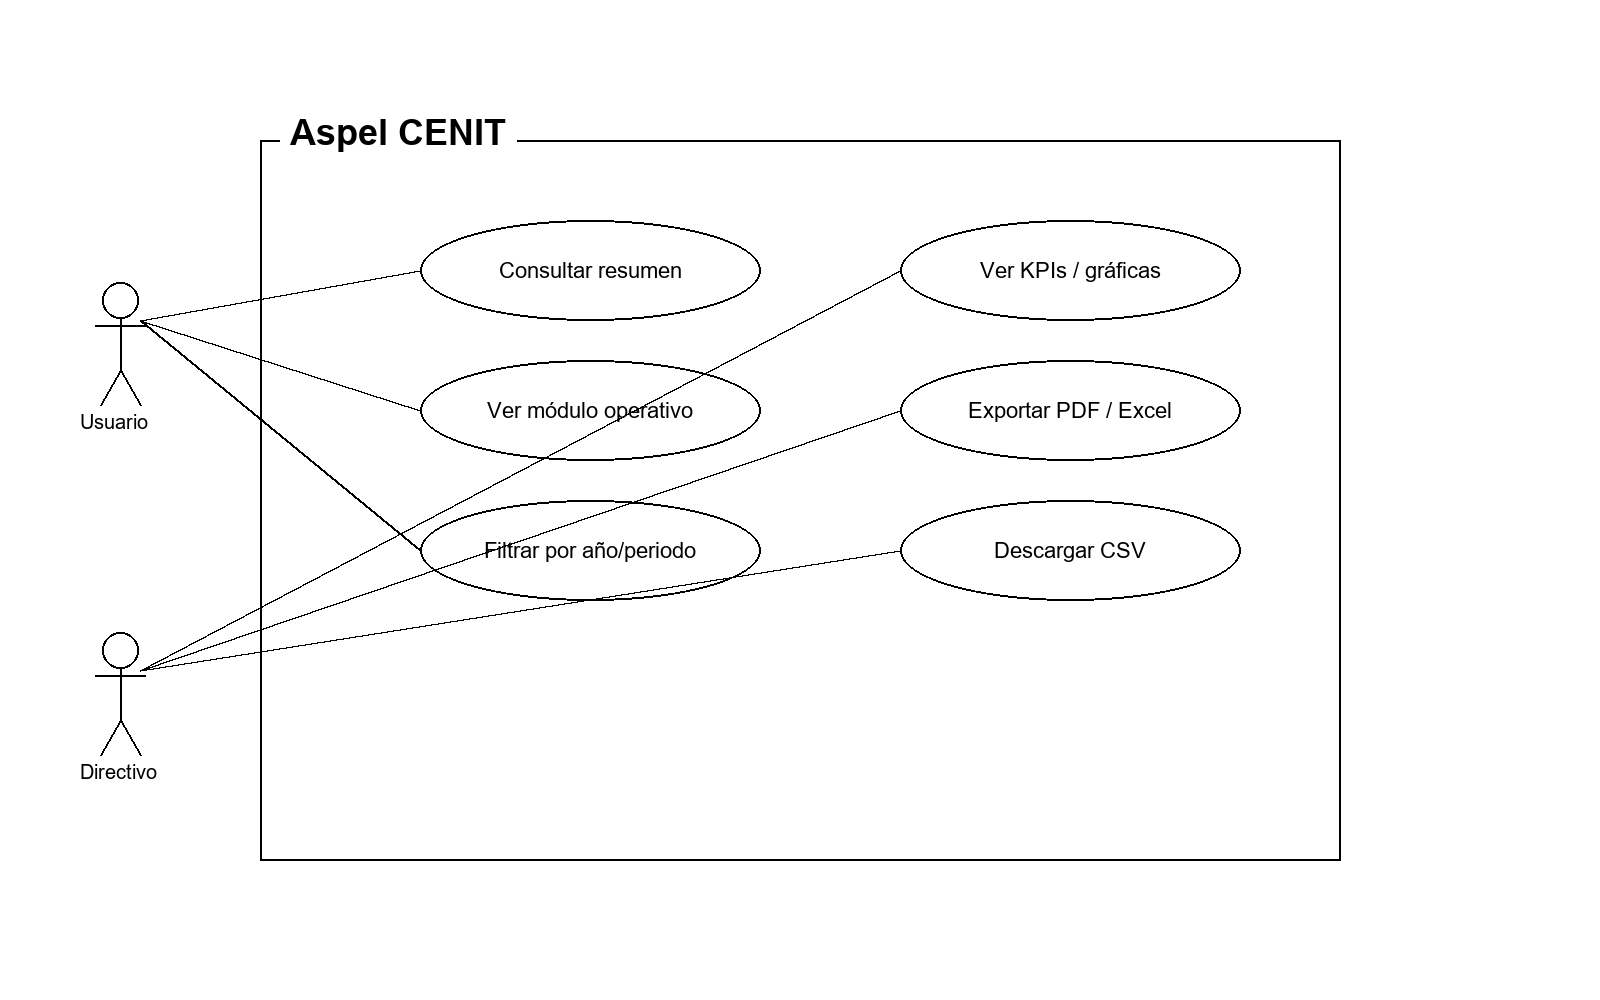 Aspel CENIT
Consultar resumen
Ver KPIs / gráficas
Ver módulo operativo
Exportar PDF / Excel
Usuario
Filtrar por año/periodo
Descargar CSV
Directivo